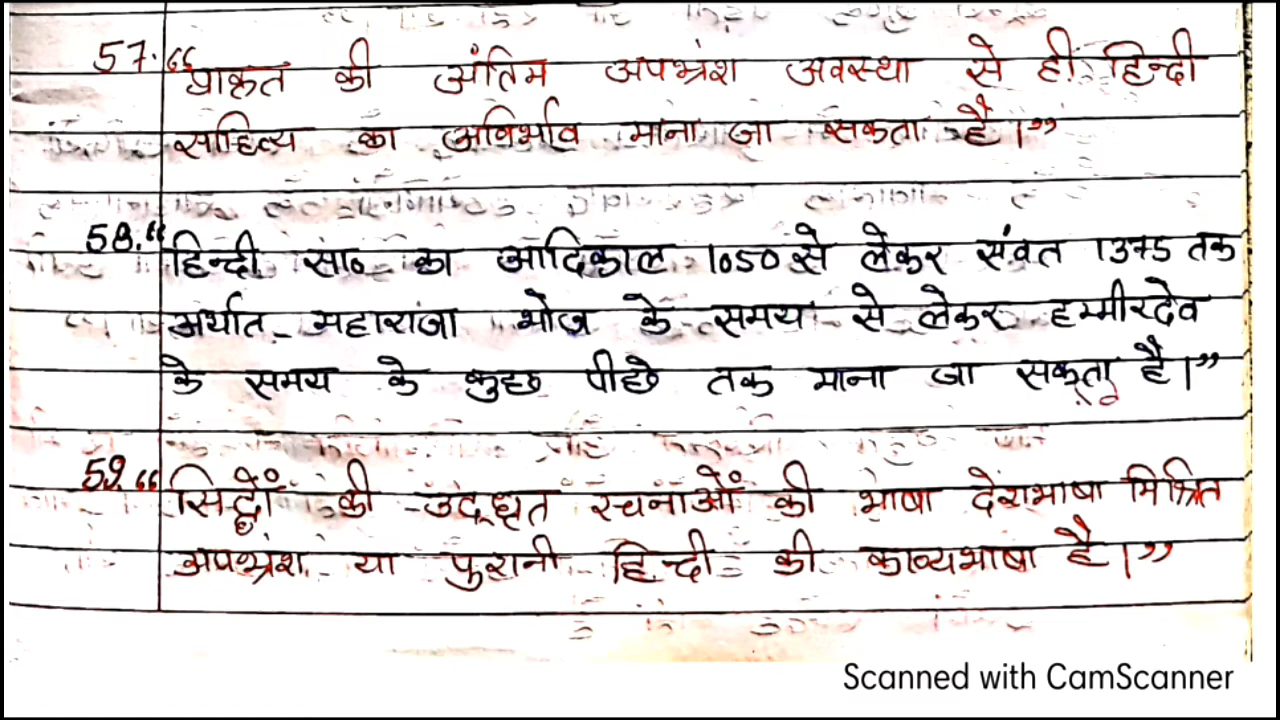 57. “प्राकृत की अंतिम अपभ्रंश अवस्था से ही हिन्दी
साहित्य का अविर्भाव माना जा सकता है।”
58. “हिन्दी सा० का आदिकाल 1050 से लेकर संवत 1375 तक
अर्थात महाराजा भोज के समय से लेकर हम्मीरदेव
के समय के कुछ पीछे तक माना जा सकता है।”
59. “सिद्धों की उद्धृत रचनाओं की भाषा देशभाषा मिश्रित
अपभ्रंश या पुरानी हिन्दी की काव्यभाषा है।”
Scanned with CamScanner